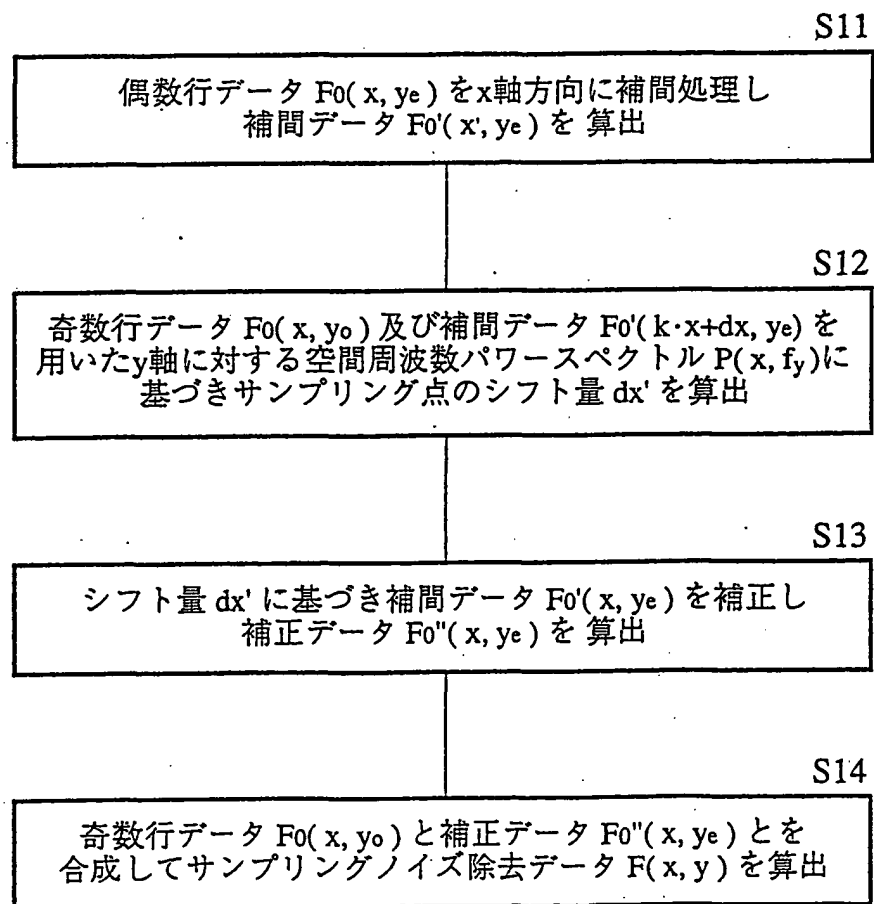 S11
偶数行データ F0( x, ye ) をx軸方向に補間処理し
補間データ F0'( x', ye ) を 算出
S12
奇数行データ F0( x, yo ) 及び補間データ F0'( k·x+dx, ye) を
用いたy軸に対する空間周波数パワースペクトル P( x, fy )に
基づきサンプリング点のシフト量 dx' を算出
S13
シフト量 dx' に基づき補間データ F0'( x, ye ) を補正し
補正データ F0''( x, ye ) を 算出
S14
奇数行データ F0( x, yo ) と補正データ F0''( x, ye ) とを
合成してサンプリングノイズ除去データ F( x, y ) を算出